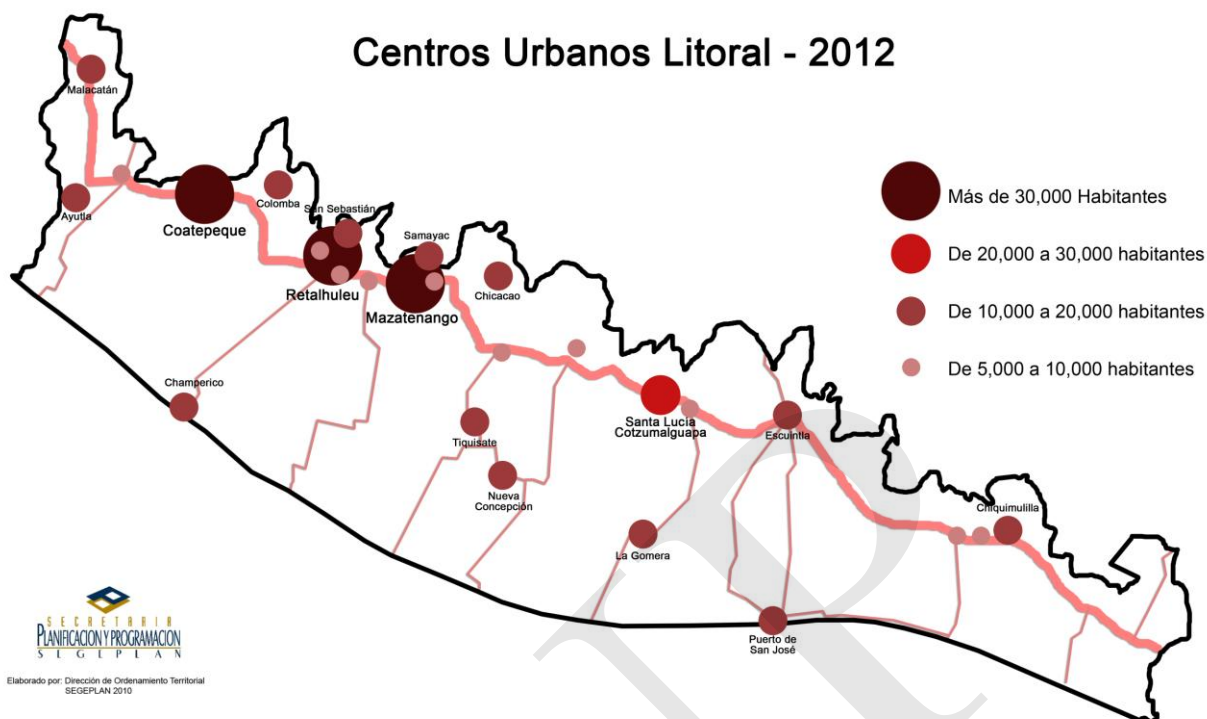 Centros Urbanos Litoral - 2012
Malacatán
Ayutla
Coatepeque
Colomba
San Sebastián
Retalhuleu
Samayac
Mazatenango
Chicacao
Champerico
Tiquisate
Nueva
Concepción
Santa Lucía
Cotzumalguapa
Escuintla
La Gomera
Puerto de
San José
Chiquimulilla
Más de 30,000 Habitantes
De 20,000 a 30,000 habitantes
De 10,000 a 20,000 habitantes
De 5,000 a 10,000 habitantes
SECRETARIA
PLANIFICACION Y PROGRAMACION
SEGEPLAN
Elaborado por: Dirección de Ordenamiento Territorial
SEGEPLAN 2010